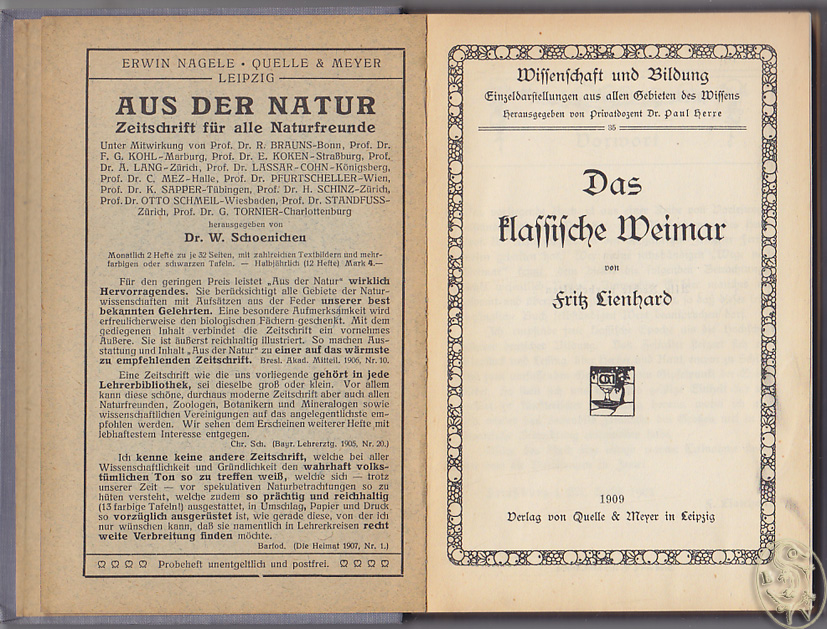 ERWIN NÄGELE · QUELLE & MEYER
LEIPZIG
AUS DER NATUR
Zeitschrift für alle Naturfreunde
Unter Mitwirkung von Prof. Dr. R. BRAUNS-Bonn, Prof. Dr.
F. G. KOHL-Marburg, Prof. Dr. E. KOKEN-Straßburg, Prof.
Dr. A. LANG-Zürich, Prof. Dr. LASSAR-COHN-Königsberg,
Prof. Dr. C. MEZ-Halle, Prof. Dr. PFURTSCHELLER-Wien,
Prof. Dr. K. SAPPER-Tübingen, Prof. Dr. H. SCHINZ-Zürich,
Prof. Dr. OTTO SCHMEIL-Wiesbaden, Prof. Dr. STANDFUSS-
Zürich, Prof. Dr. G. TORNIER-Charlottenburg
herausgegeben von
Dr. W. Schoenichen
Monatlich 2 Hefte zu je 32 Seiten, mit zahlreichen Textbildern und mehr-
farbigen oder schwarzen Tafeln. — Halbjährlich (12 Hefte) Mark 4.—
Für den geringen Preis leistet „Aus der Natur" wirklich
Hervorragendes. Sie berücksichtigt alle Gebiete der Natur-
wissenschaften mit Aufsätzen aus der Feder unserer best
bekannten Gelehrten. Eine besondere Aufmerksamkeit wird
erfreulicherweise den biologischen Fächern geschenkt. Mit dem
gediegenen Inhalt verbindet die Zeitschrift ein vornehmes
Äußere. Sie ist äußerst reichhaltig illustriert. So machen Aus-
stattung und Inhalt „Aus der Natur" zu einer auf das wärmste
zu empfehlenden Zeitschrift. Bresl. Akad. Mitteil. 1906, Nr. 10.
Eine Zeitschrift wie die uns vorliegende gehört in jede
Lehrerbibliothek, sei dieselbe groß oder klein. Vor allem
kann diese schöne, durchaus moderne Zeitschrift aber auch allen
Naturfreunden, Zoologen, Botanikern und Mineralogen sowie
wissenschaftlichen Vereinigungen auf das angelegentlichste em-
pfohlen werden. Wir sehen dem Erscheinen weiterer Hefte mit
lebhaftestem Interesse entgegen.
Chr. Sch. (Bayr. Lehrerztg. 1905, Nr. 20.)
Ich kenne keine andere Zeitschrift, welche bei aller
Wissenschaftlichkeit und Gründlichkeit den wahrhaft volks-
tümlichen Ton so zu treffen weiß, welche sich — trotz
unserer Zeit — vor spekulativen Naturbetrachtungen so zu
hüten versteht, welche zudem so prächtig und reichhaltig
(13 farbige Tafeln!) ausgestattet, in Umschlag, Papier und Druck
so vorzüglich ausgerüstet ist, wie gerade diese, von der ich
nur wünschen kann, daß sie namentlich in Lehrerkreisen recht
weite Verbreitung finden möchte.
Barfod. (Die Heimat 1907, Nr. 1.)
Probeheft unentgeltlich und postfrei.
Wissenschaft und Bildung
Einzeldarstellungen aus allen Gebieten des Wissens
Herausgegeben von Privatdozent Dr. Paul Herre
35
Das
klassische Weimar
von
Fritz Lienhard
1909
Verlag von Quelle & Meyer in Leipzig